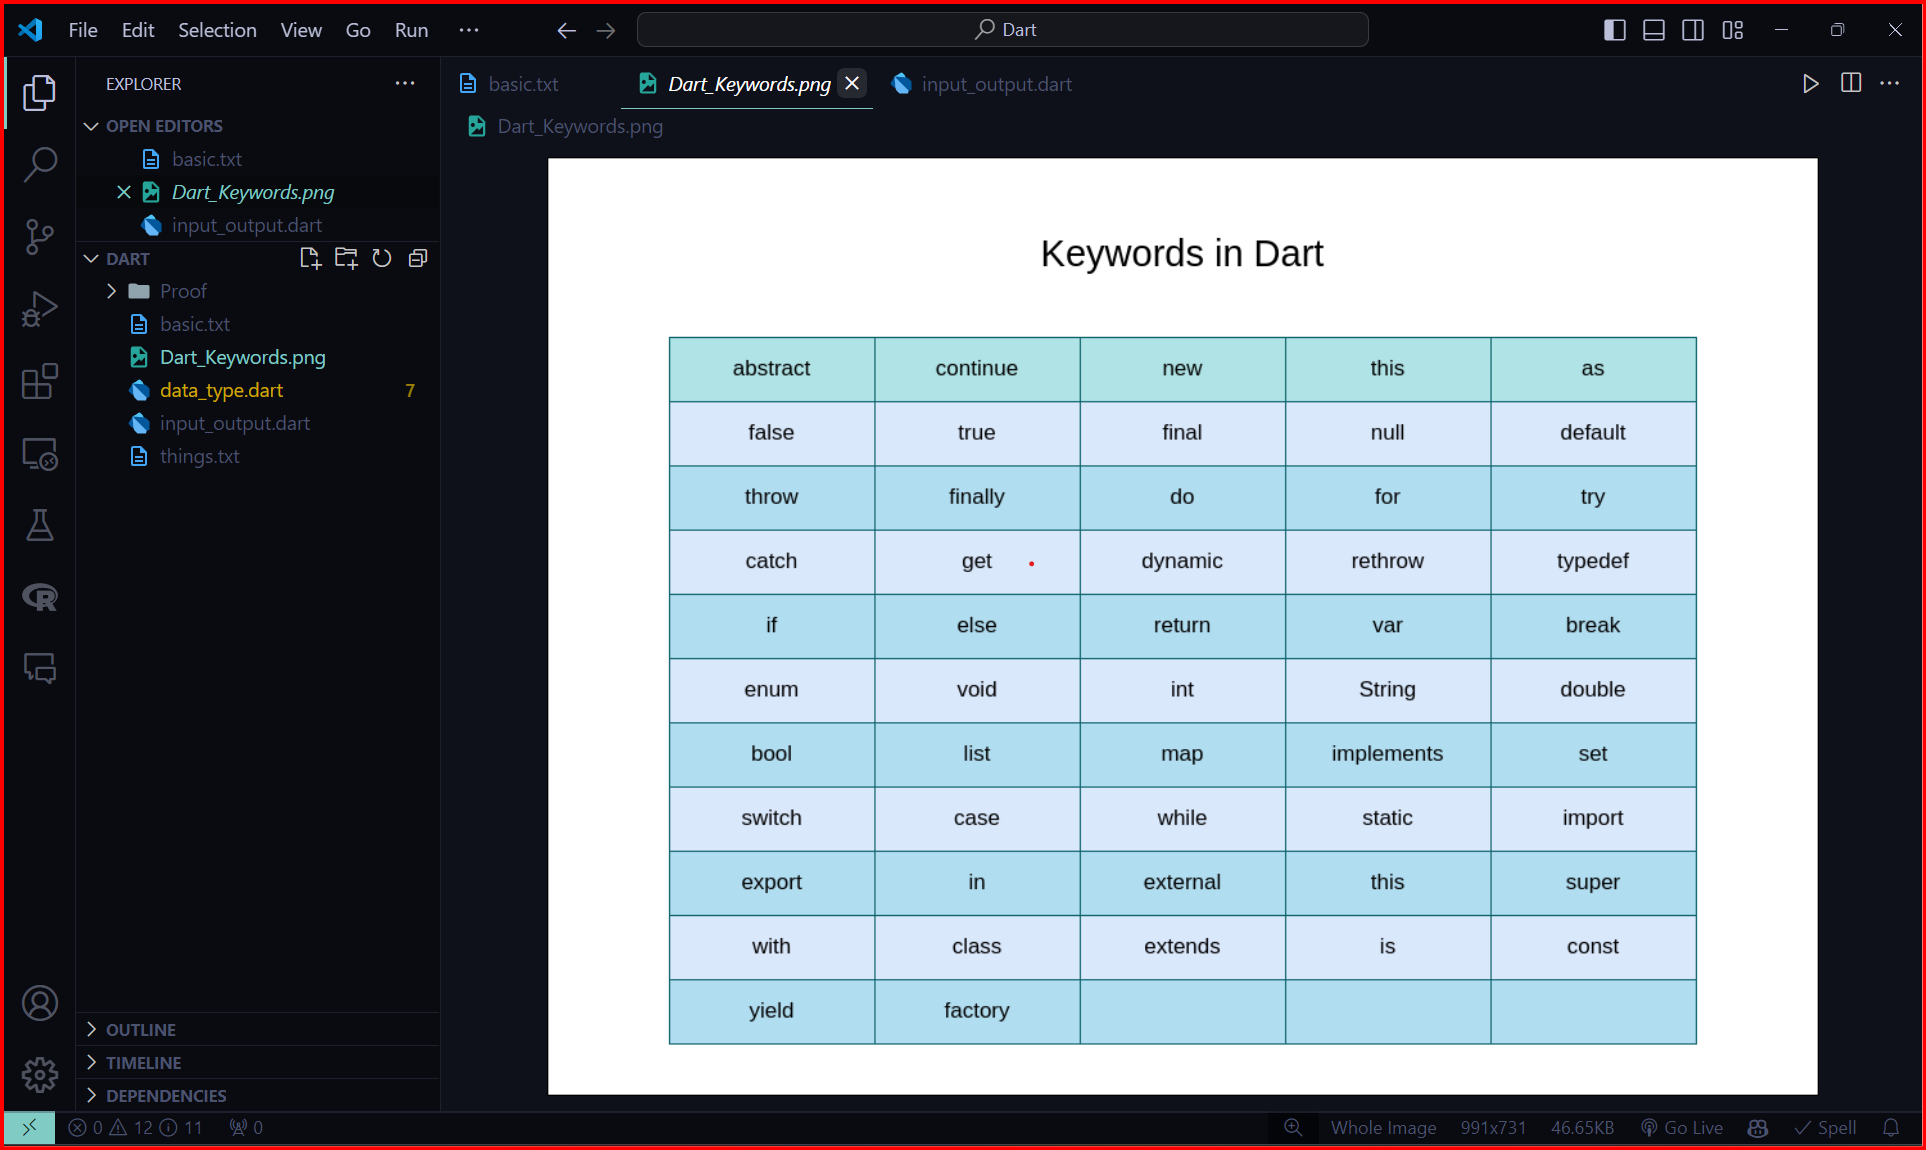 File Edit Selection View Go Run ···
Dart
EXPLORER
OPEN EDITORS
basic.txt
Dart_Keywords.png
input_output.dart
DART
Proof
basic.txt
Dart_Keywords.png
data_type.dart 7
input_output.dart
things.txt
OUTLINE
TIMELINE
DEPENDENCIES
basic.txt Dart_Keywords.png input_output.dart
Dart_Keywords.png
Keywords in Dart
abstract continue new this as
false true final null default
throw finally do for try
catch get dynamic rethrow typedef
if else return var break
enum void int String double
bool list map implements set
switch case while static import
export in external this super
with class extends is const
yield factory
0 12 11 0 Whole Image 991x731 46.65KB Go Live Spell